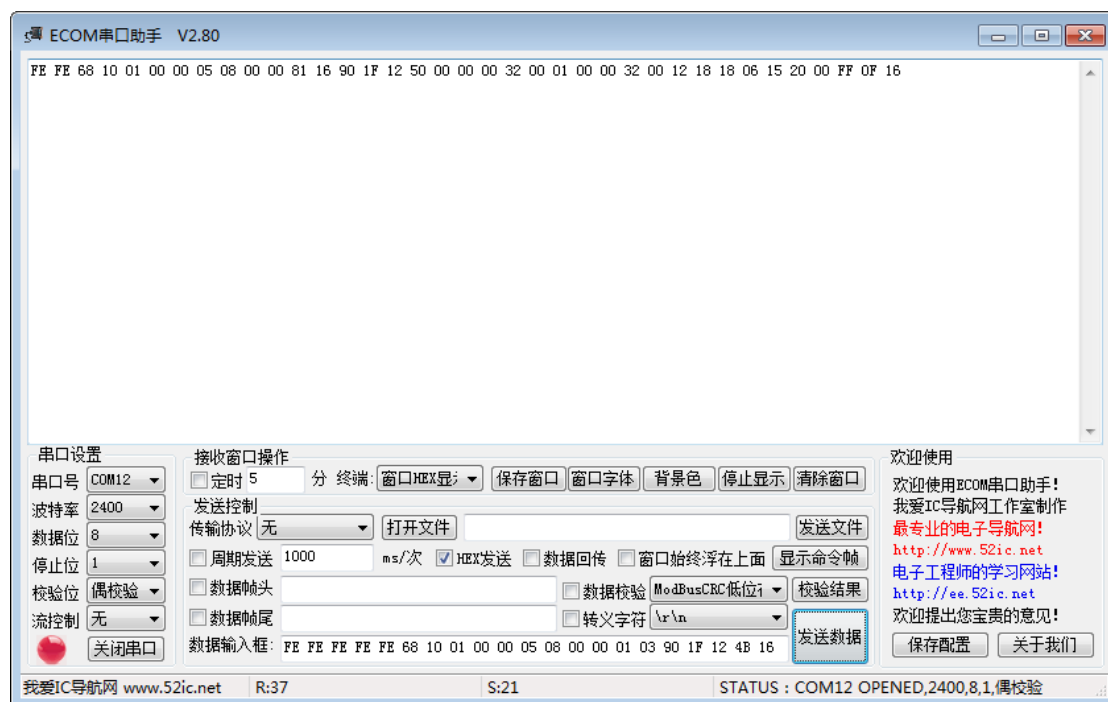 ECOM串口助手 V2.80
FE FE 68 10 01 00 00 05 08 00 00 81 16 90 1F 12 50 00 00 00 32 00 01 00 00 32 00 12 18 18 06 15 20 00 FF 0F 16
串口设置
串口号 COM12
波特率 2400
数据位 8
停止位 1
校验位 偶校验
流控制 无
关闭串口
接收窗口操作
定时 5 分 终端: 窗口HEX显 保存窗口 窗口字体 背景色 停止显示 清除窗口
发送控制
传输协议 无 打开文件 发送文件
周期发送 1000 ms/次 HEX发送 数据回传 窗口始终浮在上面 显示命令帧
数据帧头 数据校验 ModBusCRC低位 校验结果
数据帧尾 转义字符 \r\n
数据输入框: FE FE FE FE FE 68 10 01 00 00 05 08 00 00 01 03 90 1F 12 4B 16 发送数据
欢迎使用
欢迎使用ECOM串口助手!
我爱IC导航网工作室制作
最专业的电子导航网!
http://www.52ic.net
电子工程师的学习网站!
http://ee.52ic.net
欢迎提出您宝贵的意见!
保存配置 关于我们
我爱IC导航网 www.52ic.net R:37 S:21 STATUS : COM12 OPENED,2400,8,1,偶校验